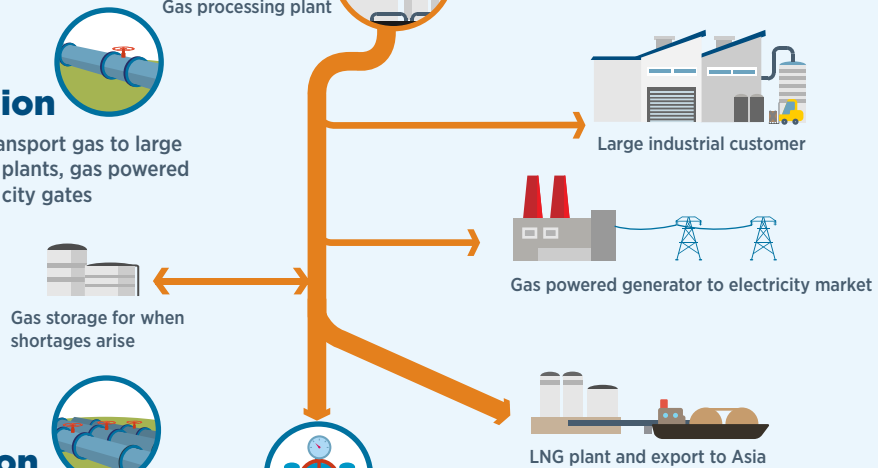 Gas processing plant
ion
ansport gas to large
plants, gas powered
city gates
Large industrial customer
Gas powered generator to electricity market
Gas storage for when
shortages arise
LNG plant and export to Asia
on